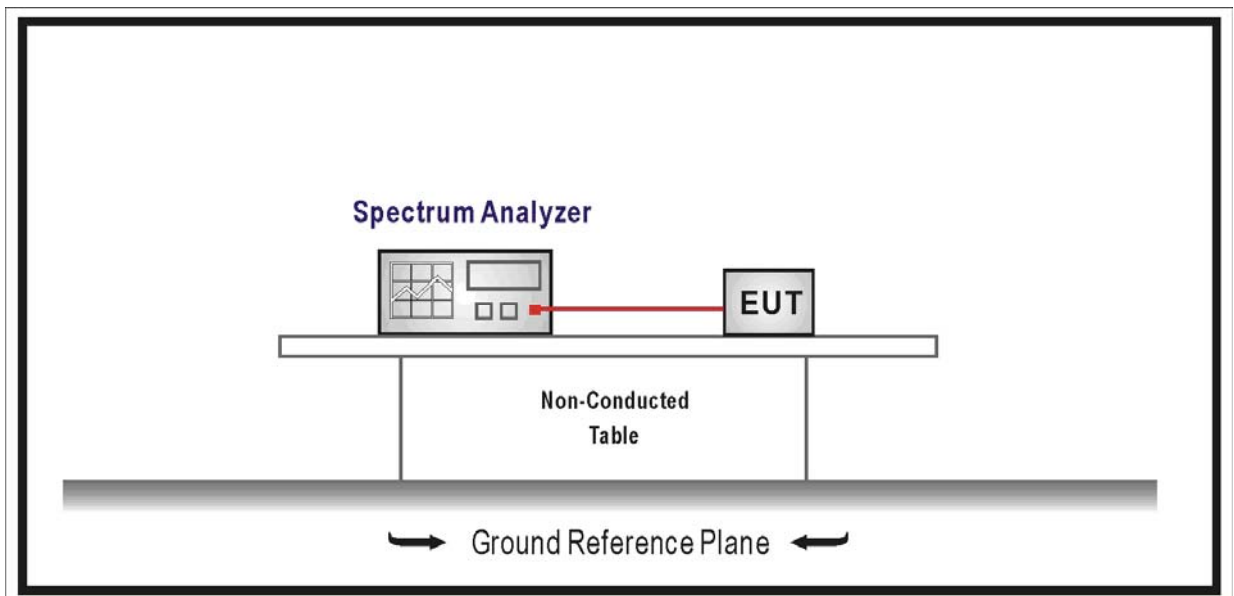 Spectrum Analyzer
EUT
Non-Conducted
Table
Ground Reference Plane